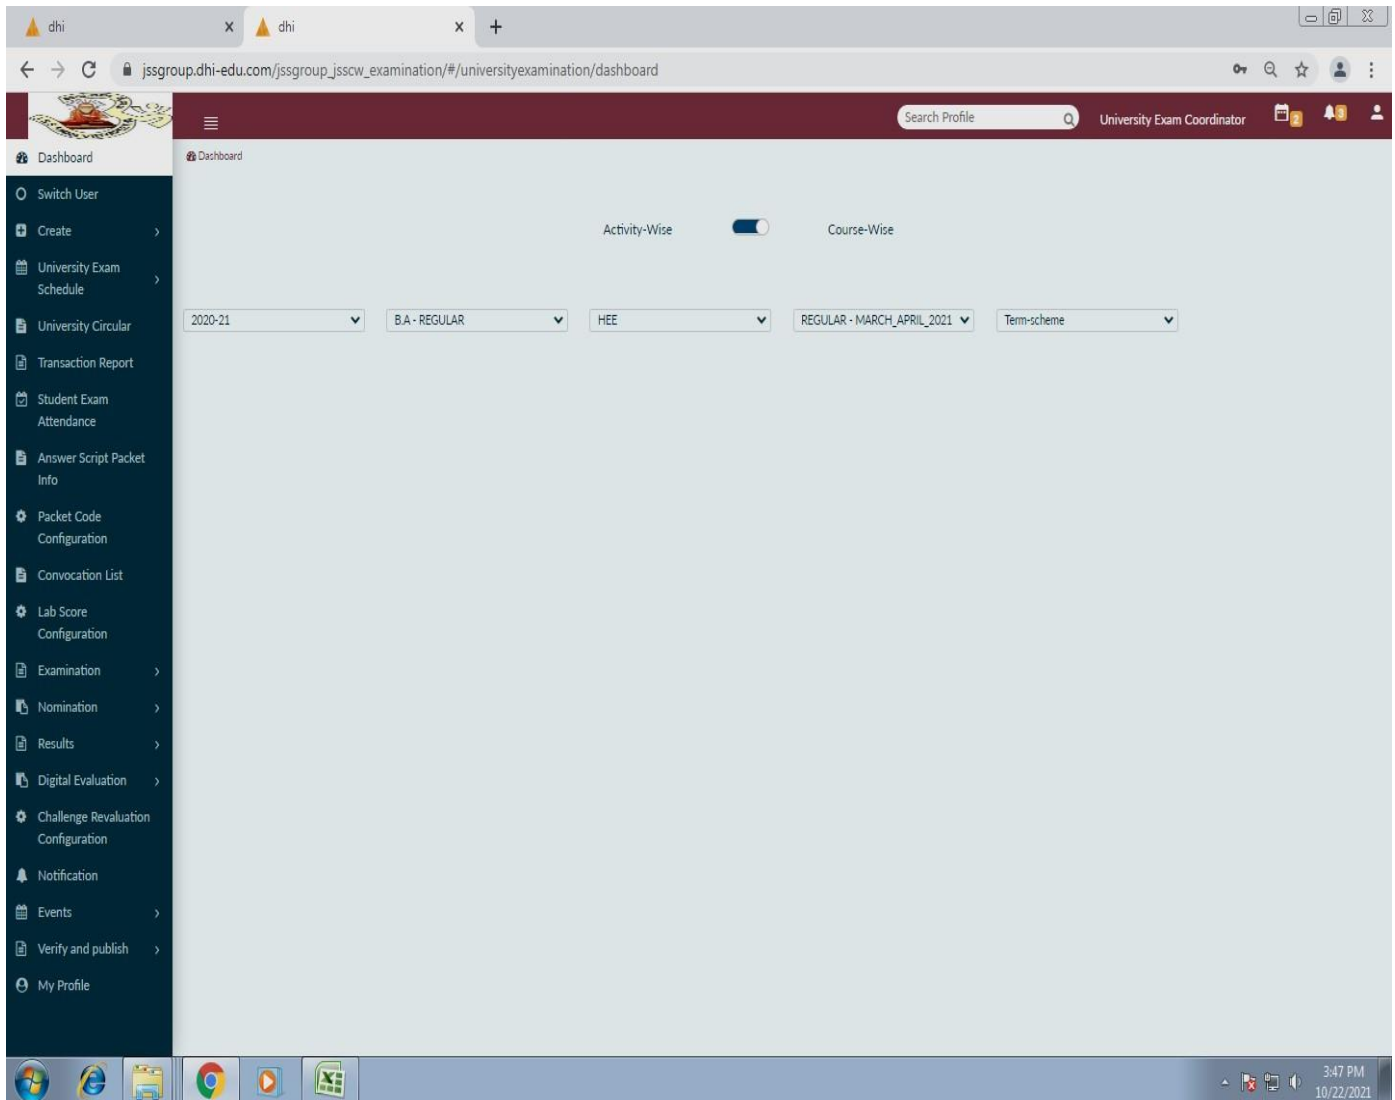 dhi
dhi
jssgroup.dhi-edu.com/jssgroup_jsscw_examination/#/universityexamination/dashboard
Search Profile
University Exam Coordinator
2
3
Dashboard
Dashboard
Switch User
Create
University Exam
Schedule
University Circular
Transaction Report
Student Exam
Attendance
Answer Script Packet
Info
Packet Code
Configuration
Convocation List
Lab Score
Configuration
Examination
Nomination
Results
Digital Evaluation
Challenge Revaluation
Configuration
Notification
Events
Verify and publish
My Profile
Activity-Wise
Course-Wise
2020-21
B.A - REGULAR
HEE
REGULAR - MARCH_APRIL_2021
Term-scheme
3:47 PM
10/22/2021